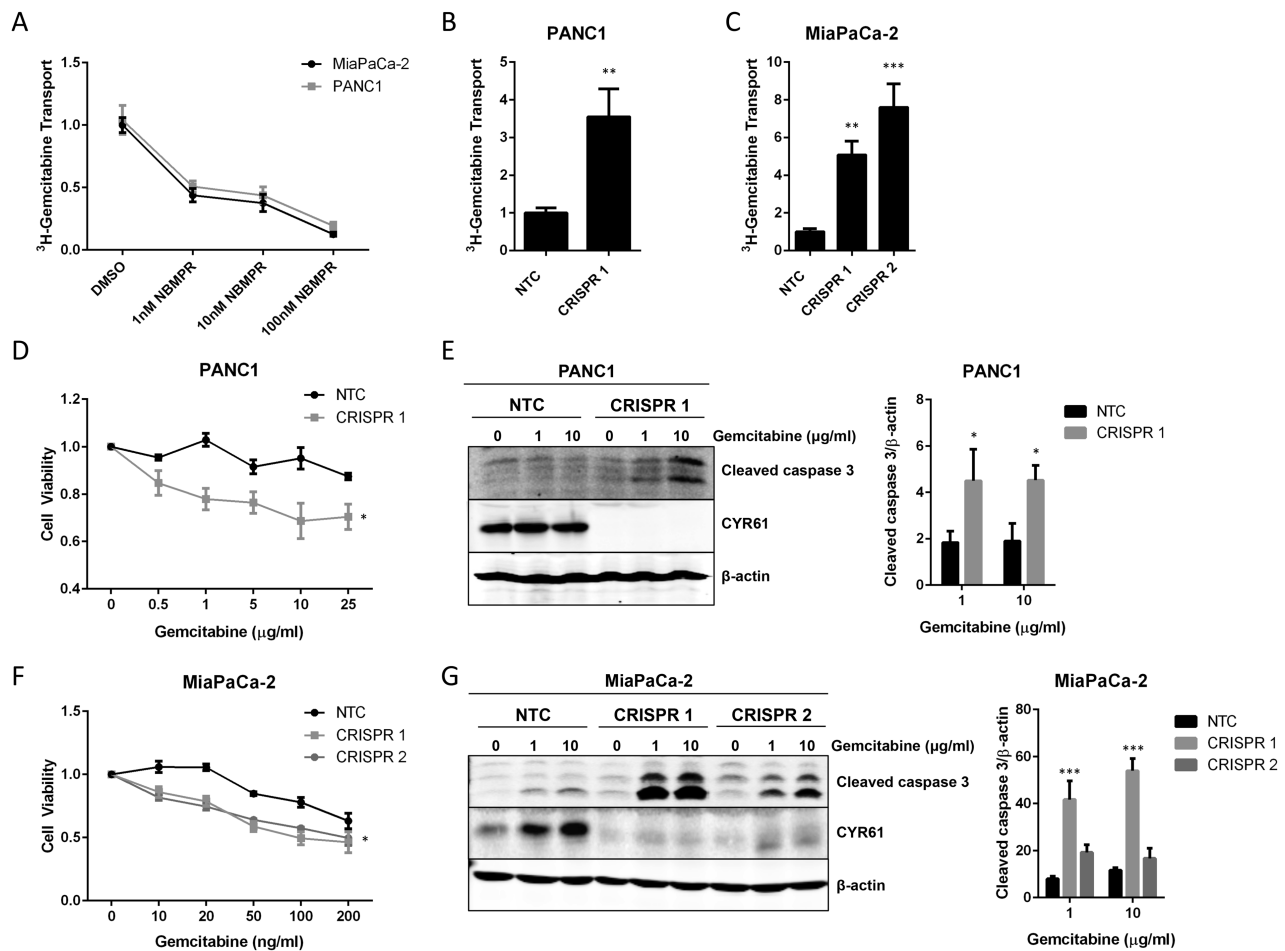 A
1.5
1.0
0.5
0.0
³H-Gemcitabine Transport
MiaPaCa-2
PANC1
DMSO
1nM NBMPR
10nM NBMPR
100nM NBMPR
B
PANC1
5
4
3
2
1
0
³H-Gemcitabine Transport
**
NTC
CRISPR 1
C
MiaPaCa-2
10
8
6
4
2
0
³H-Gemcitabine Transport
**
***
NTC
CRISPR 1
CRISPR 2
D
PANC1
1.2
1.0
0.8
0.6
0.4
Cell Viability
NTC
CRISPR 1
*
0 0.5 1 5 10 25
Gemcitabine (μg/ml)
E
PANC1
NTC CRISPR 1
0 1 10 0 1 10 Gemcitabine (μg/ml)
Cleaved caspase 3
CYR61
β-actin
PANC1
8
6
4
2
0
Cleaved caspase 3/β-actin
NTC
CRISPR 1
*
*
1 10
Gemcitabine (μg/ml)
F
MiaPaCa-2
1.5
1.0
0.5
0.0
Cell Viability
NTC
CRISPR 1
CRISPR 2
*
0 10 20 50 100 200
Gemcitabine (ng/ml)
G
MiaPaCa-2
NTC CRISPR 1 CRISPR 2
0 1 10 0 1 10 0 1 10 Gemcitabine (μg/ml)
Cleaved caspase 3
CYR61
β-actin
MiaPaCa-2
80
60
40
20
0
Cleaved caspase 3/β-actin
NTC
CRISPR 1
CRISPR 2
***
***
1 10
Gemcitabine (μg/ml)